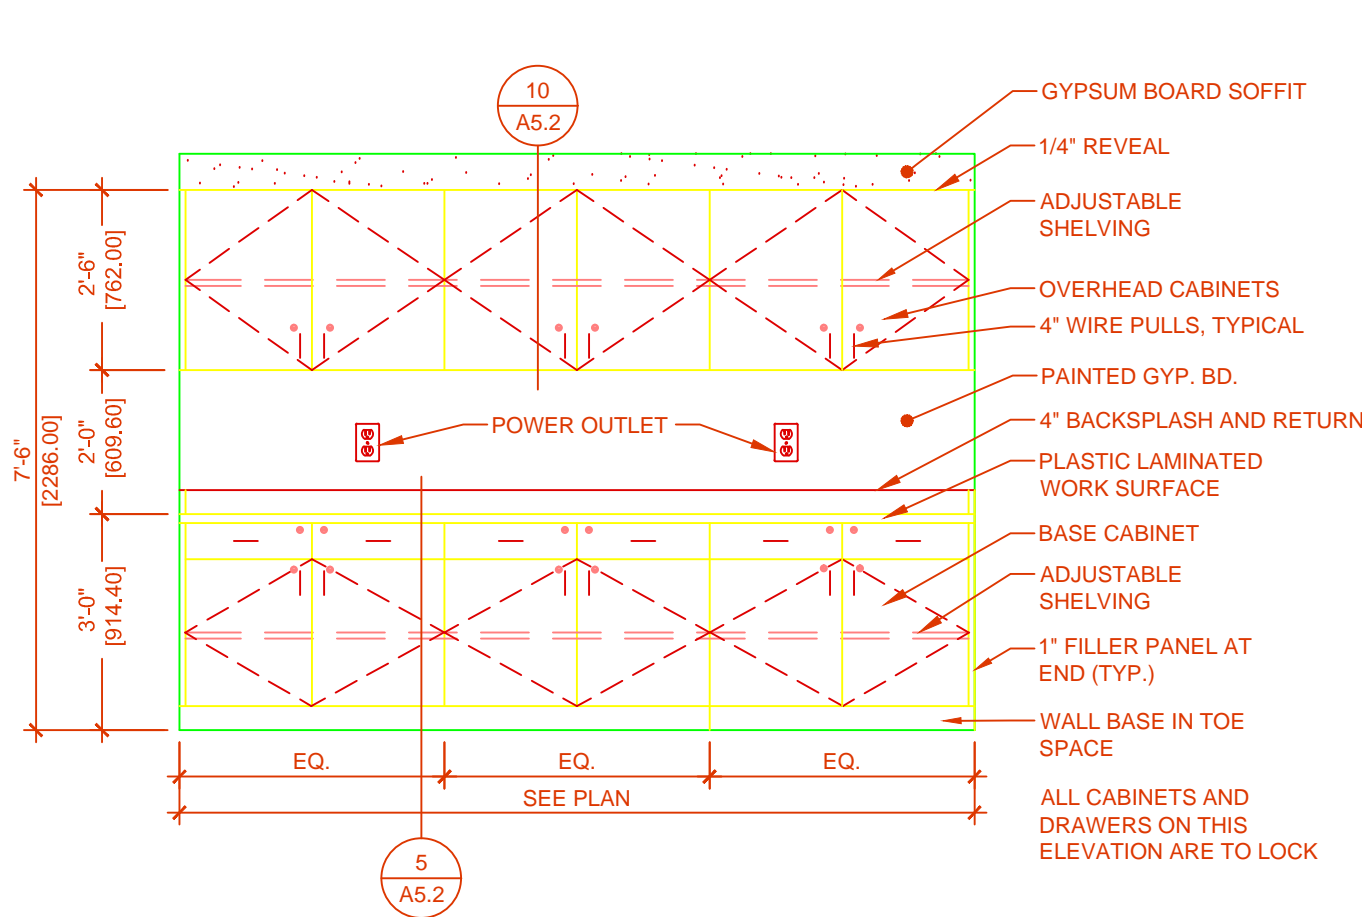 10
A5.2
GYPSUM BOARD SOFFIT
1/4" REVEAL
ADJUSTABLE
SHELVING
OVERHEAD CABINETS
4" WIRE PULLS, TYPICAL
PAINTED GYP. BD.
4" BACKSPLASH AND RETURN
PLASTIC LAMINATED
WORK SURFACE
BASE CABINET
ADJUSTABLE
SHELVING
1" FILLER PANEL AT
END (TYP.)
WALL BASE IN TOE
SPACE
ALL CABINETS AND
DRAWERS ON THIS
ELEVATION ARE TO LOCK
7'-6"
[2286.00]
2'-6"
[762.00]
2'-0"
[609.60]
3'-0"
[914.40]
POWER OUTLET
EQ.
EQ.
EQ.
SEE PLAN
5
A5.2